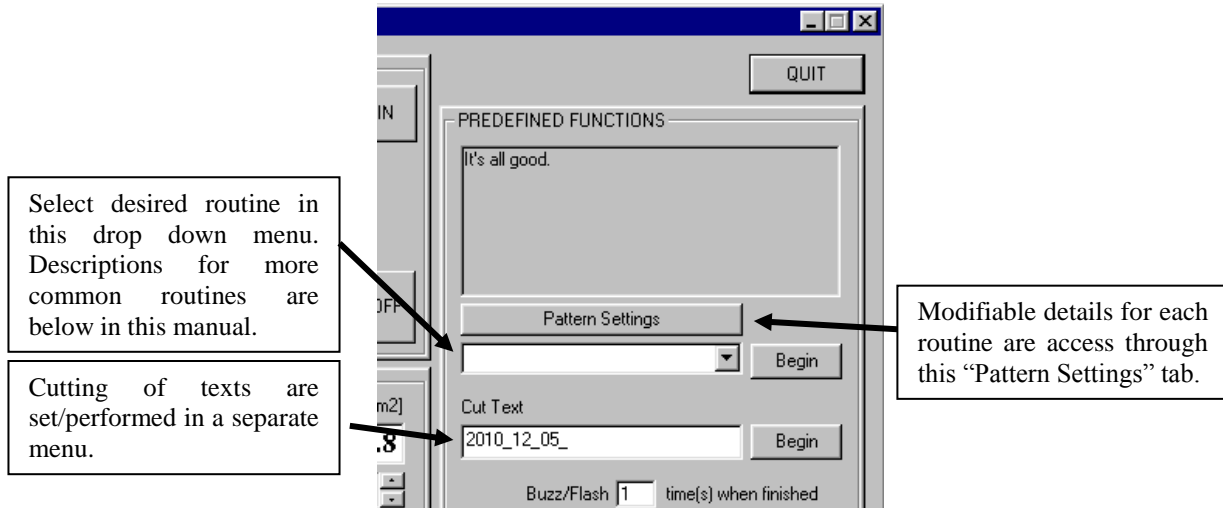 QUIT
IN
PREDEFINED FUNCTIONS
It's all good.
Select desired routine in
this drop down menu.
Descriptions for more
common routines are
below in this manual.
OFF
Pattern Settings
Modifiable details for each
routine are access through
this “Pattern Settings” tab.
Begin
Cutting of texts are
set/performed in a separate
menu.
m2]
Cut Text
.8
2010_12_05_
Begin
Buzz/Flash 1 time(s) when finished